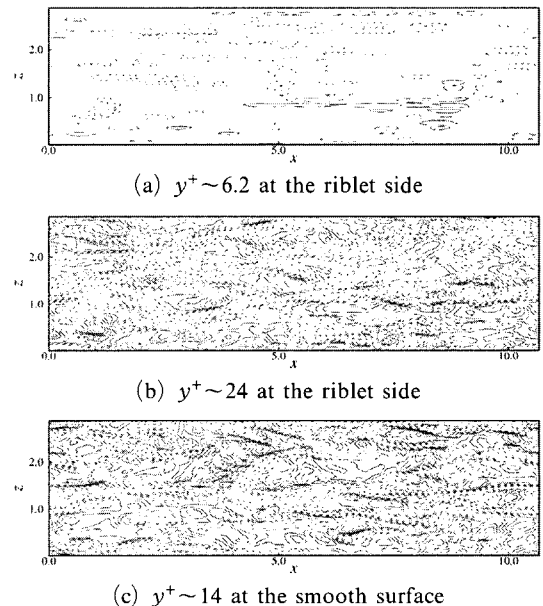 2.0
z
1.0
0.0 5.0 10.0
x
(a) y⁺∼6.2 at the riblet side
2.0
z
1.0
0.0 5.0 10.0
x
(b) y⁺∼24 at the riblet side
2.0
z
1.0
0.0 5.0 10.0
x
(c) y⁺∼14 at the smooth surface